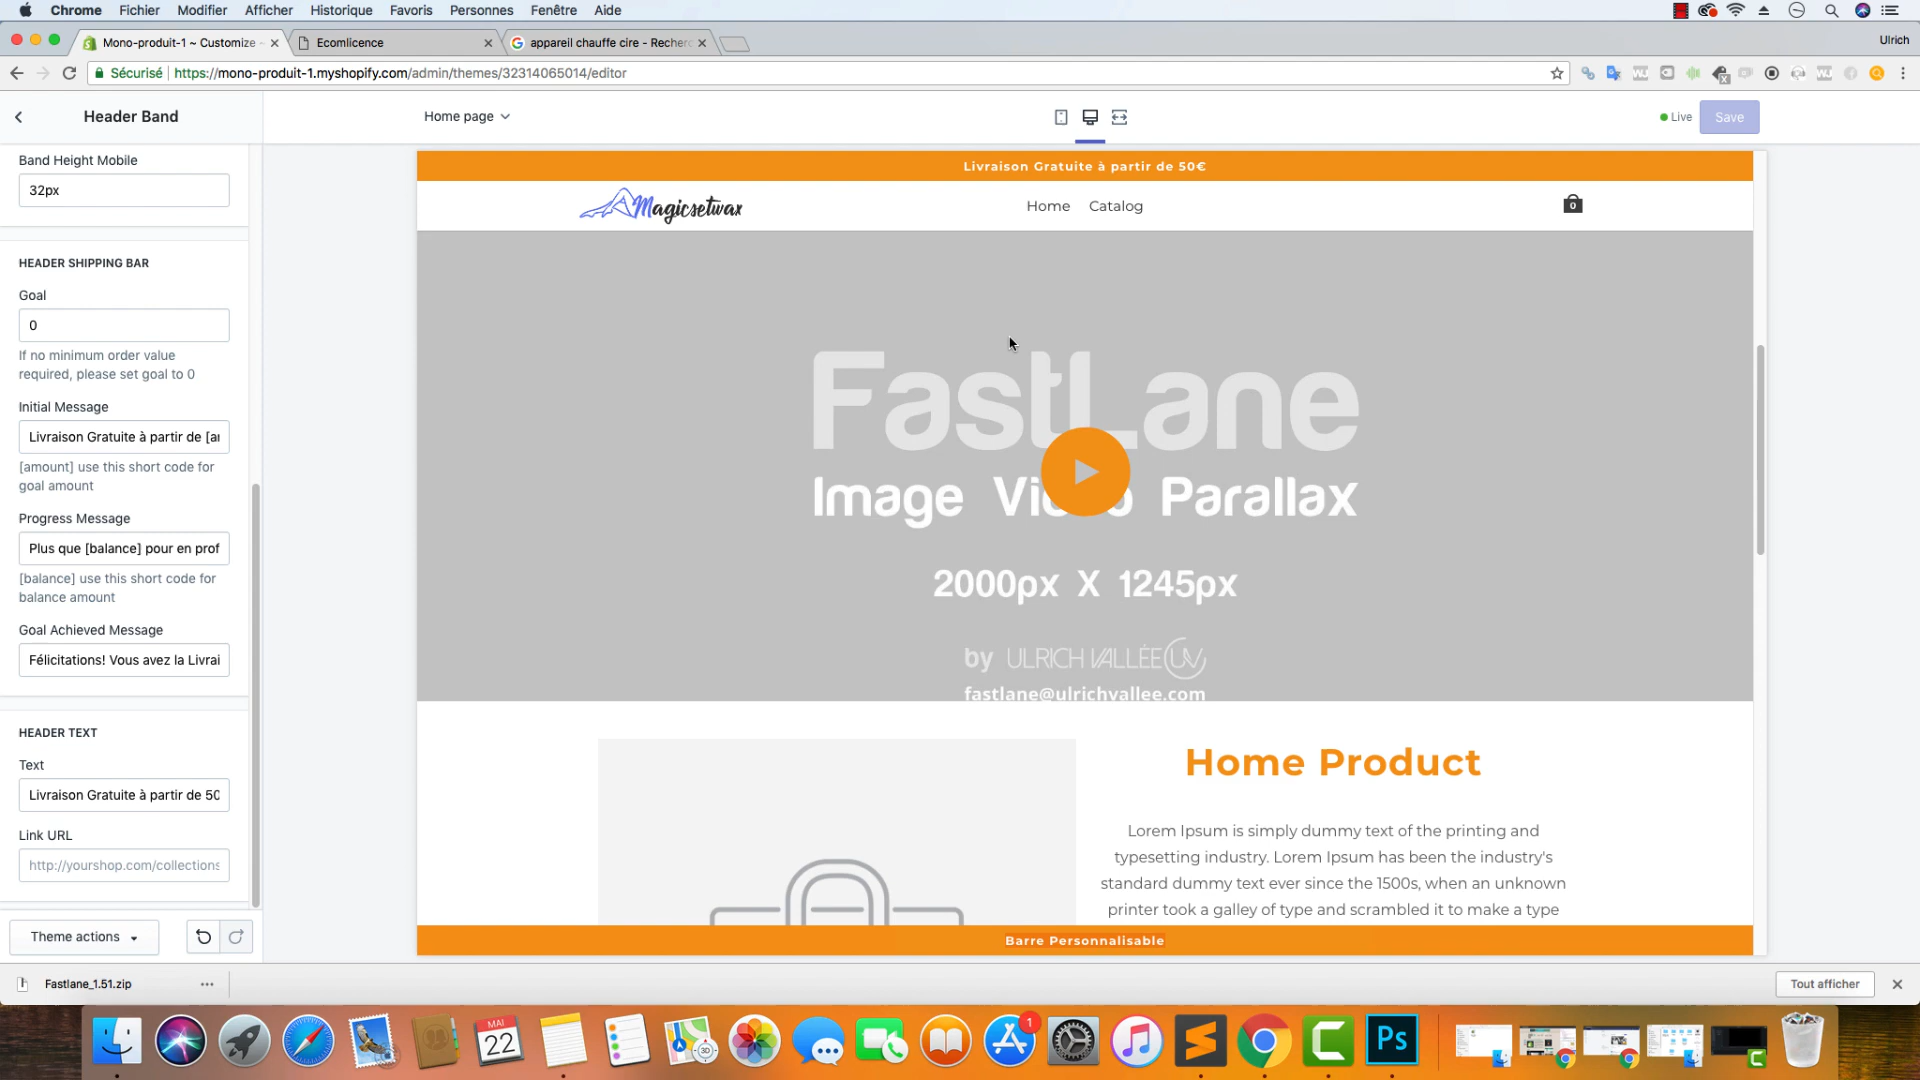 Chrome Fichier Modifier Afficher Historique Favoris Personnes Fenêtre Aide
Mono-produit-1 ~ Customize ~
Ecomlicence
appareil chauffe cire - Recher
Ulrich
Sécurisé https://mono-produit-1.myshopify.com/admin/themes/32314065014/editor
Header Band
Home page
Live
Save
Band Height Mobile
32px
HEADER SHIPPING BAR
Goal
0
If no minimum order value
required, please set goal to 0
Initial Message
Livraison Gratuite à partir de [ar
[amount] use this short code for
goal amount
Progress Message
Plus que [balance] pour en prof
[balance] use this short code for
balance amount
Goal Achieved Message
Félicitations! Vous avez la Livrai
HEADER TEXT
Text
Livraison Gratuite à partir de 50
Link URL
http://yourshop.com/collections
Theme actions
Livraison Gratuite à partir de 50€
Magicsetwax
Home Catalog
0
FastLane
Image Parallax
2000px X 1245px
by ULRICH VALLÉE UV
fastlane@ulrichvallee.com
Home Product
Lorem Ipsum is simply dummy text of the printing and
typesetting industry. Lorem Ipsum has been the industry's
standard dummy text ever since the 1500s, when an unknown
printer took a galley of type and scrambled it to make a type
Barre Personnalisable
Fastlane_1.51.zip
Tout afficher
MAI
22
1
Ps